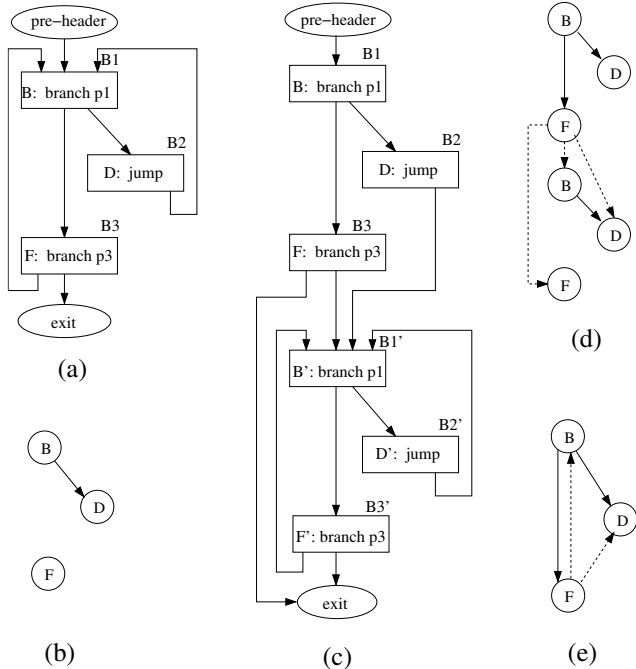 pre-header
B1
B: branch p1
B2
D: jump
B3
F: branch p3
exit
(a)
B
D
F
(b)
pre-header
B1
B: branch p1
B2
D: jump
B3
F: branch p3
B1'
B': branch p1
B2'
D': jump
B3'
F': branch p3
exit
(c)
B
D
F
B
D
F
(d)
B
D
F
(e)